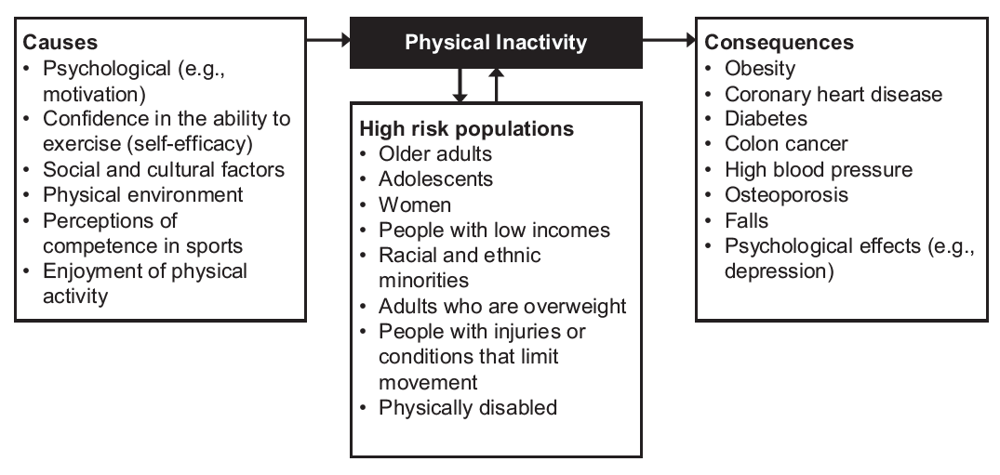 Causes
• Psychological (e.g.,
motivation)
• Confidence in the ability to
exercise (self-efficacy)
• Social and cultural factors
• Physical environment
• Perceptions of
competence in sports
• Enjoyment of physical
activity
Physical Inactivity
High risk populations
• Older adults
• Adolescents
• Women
• People with low incomes
• Racial and ethnic
minorities
• Adults who are overweight
• People with injuries or
conditions that limit
movement
• Physically disabled
Consequences
• Obesity
• Coronary heart disease
• Diabetes
• Colon cancer
• High blood pressure
• Osteoporosis
• Falls
• Psychological effects (e.g.,
depression)